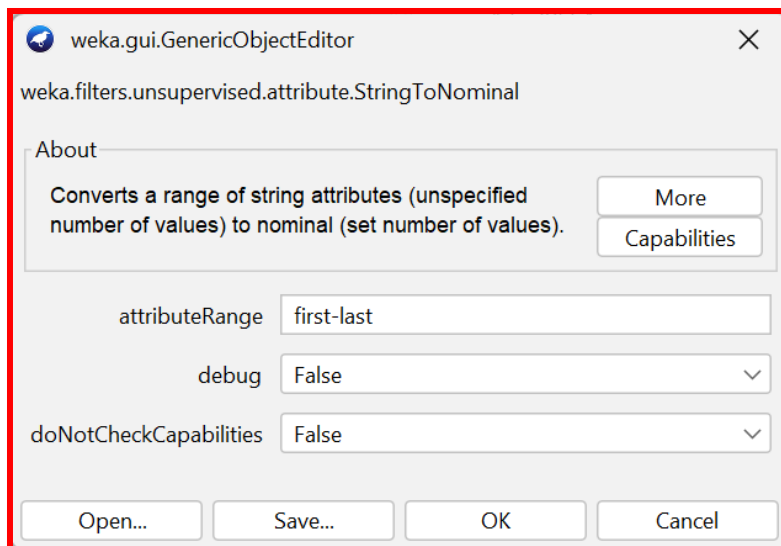 weka.gui.GenericObjectEditor
weka.filters.unsupervised.attribute.StringToNominal
About
Converts a range of string attributes (unspecified
number of values) to nominal (set number of values).
More
Capabilities
attributeRange first-last
debug False
doNotCheckCapabilities False
Open... Save... OK Cancel